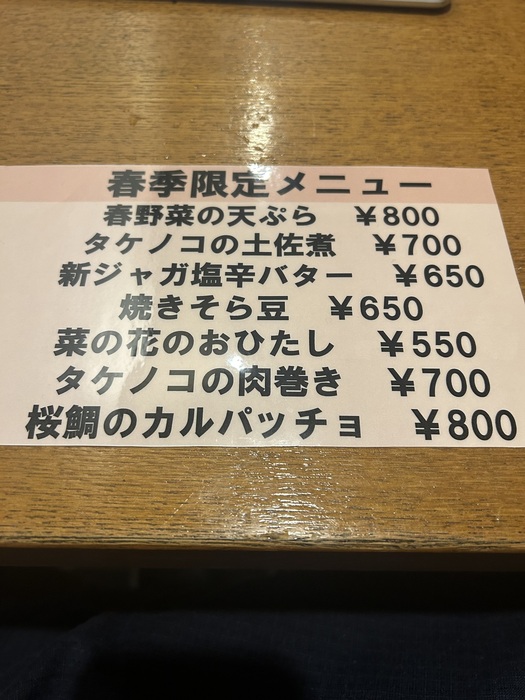 春季限定メニュー
春野菜の天ぷら ￥800
タケノコの土佐煮 ￥700
新ジャガ塩辛バター ￥650
焼きそら豆 ￥650
菜の花のおひたし ￥550
タケノコの肉巻き ￥700
桜鯛のカルパッチョ ￥800